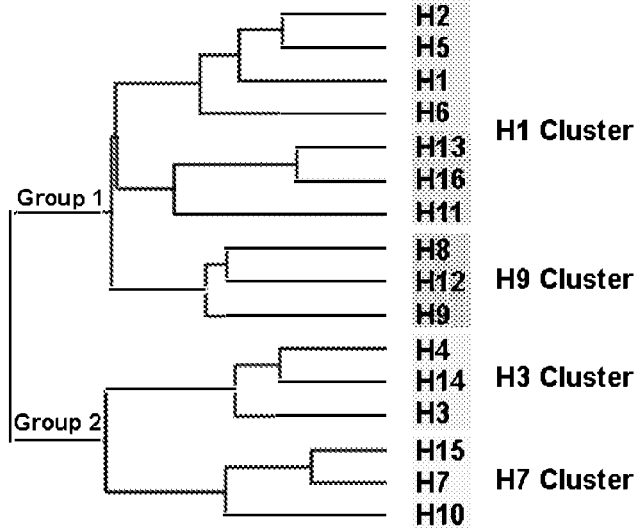 H2
H5
H1
H6
H1 Cluster
H13
H16
Group 1
H11
H8
H12
H9 Cluster
H9
H4
H14
H3 Cluster
H3
Group 2
H15
H7
H7 Cluster
H10